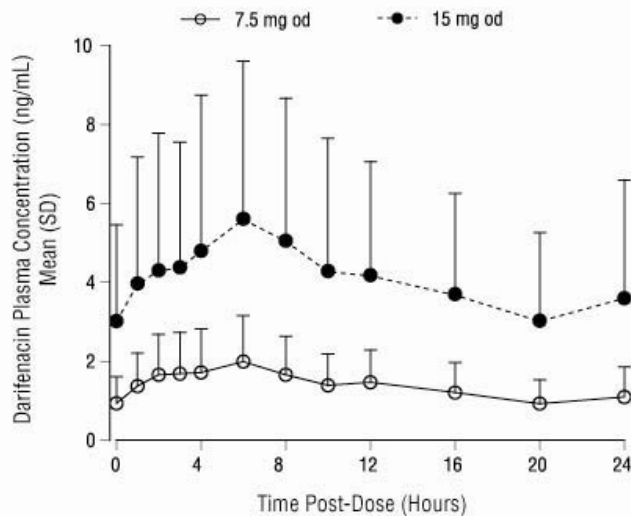 7.5 mg od
15 mg od
Darifenacin Plasma Concentration (ng/mL)
Mean (SD)
10
8
6
4
2
0
0 4 8 12 16 20 24
Time Post-Dose (Hours)